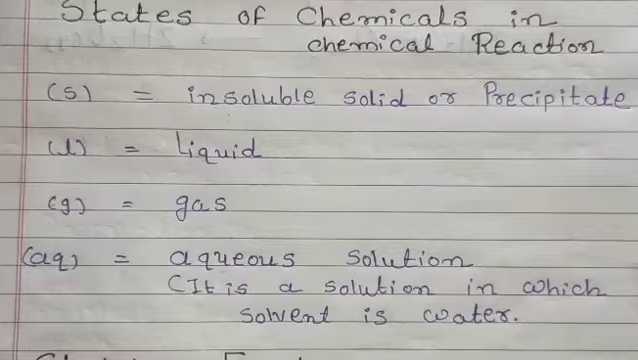 States of Chemicals in
chemical Reaction
(s) = insoluble solid or Precipitate
(l) = liquid
(g) = gas
(aq) = aqueous solution
(It is a solution in which
solvent is water.